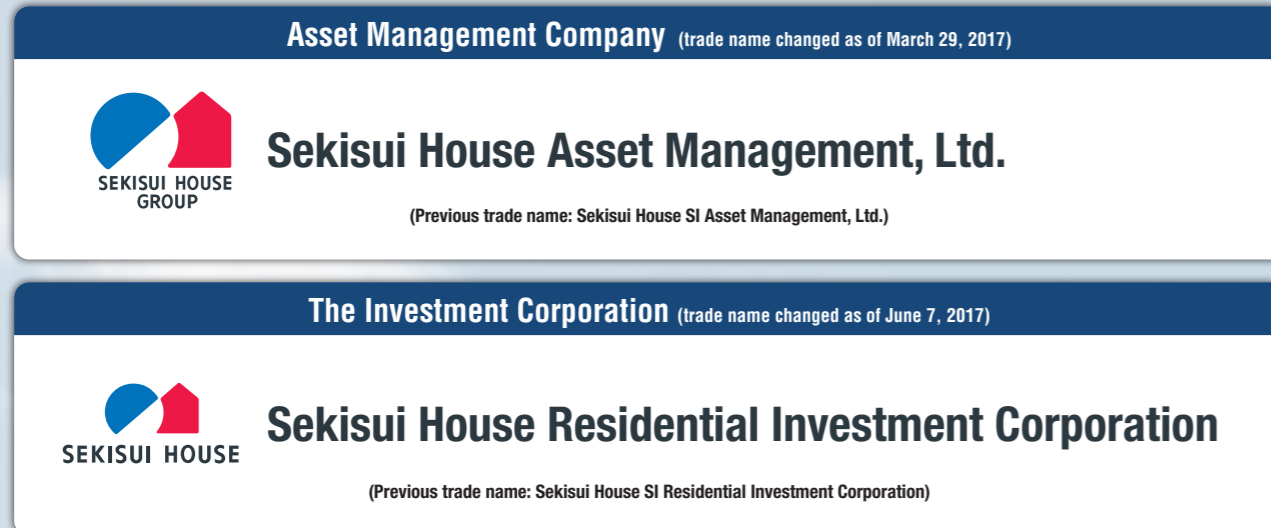 Asset Management Company (trade name changed as of March 29, 2017)
SEKISUI HOUSE
GROUP
Sekisui House Asset Management, Ltd.
(Previous trade name: Sekisui House SI Asset Management, Ltd.)
The Investment Corporation (trade name changed as of June 7, 2017)
SEKISUI HOUSE
Sekisui House Residential Investment Corporation
(Previous trade name: Sekisui House SI Residential Investment Corporation)